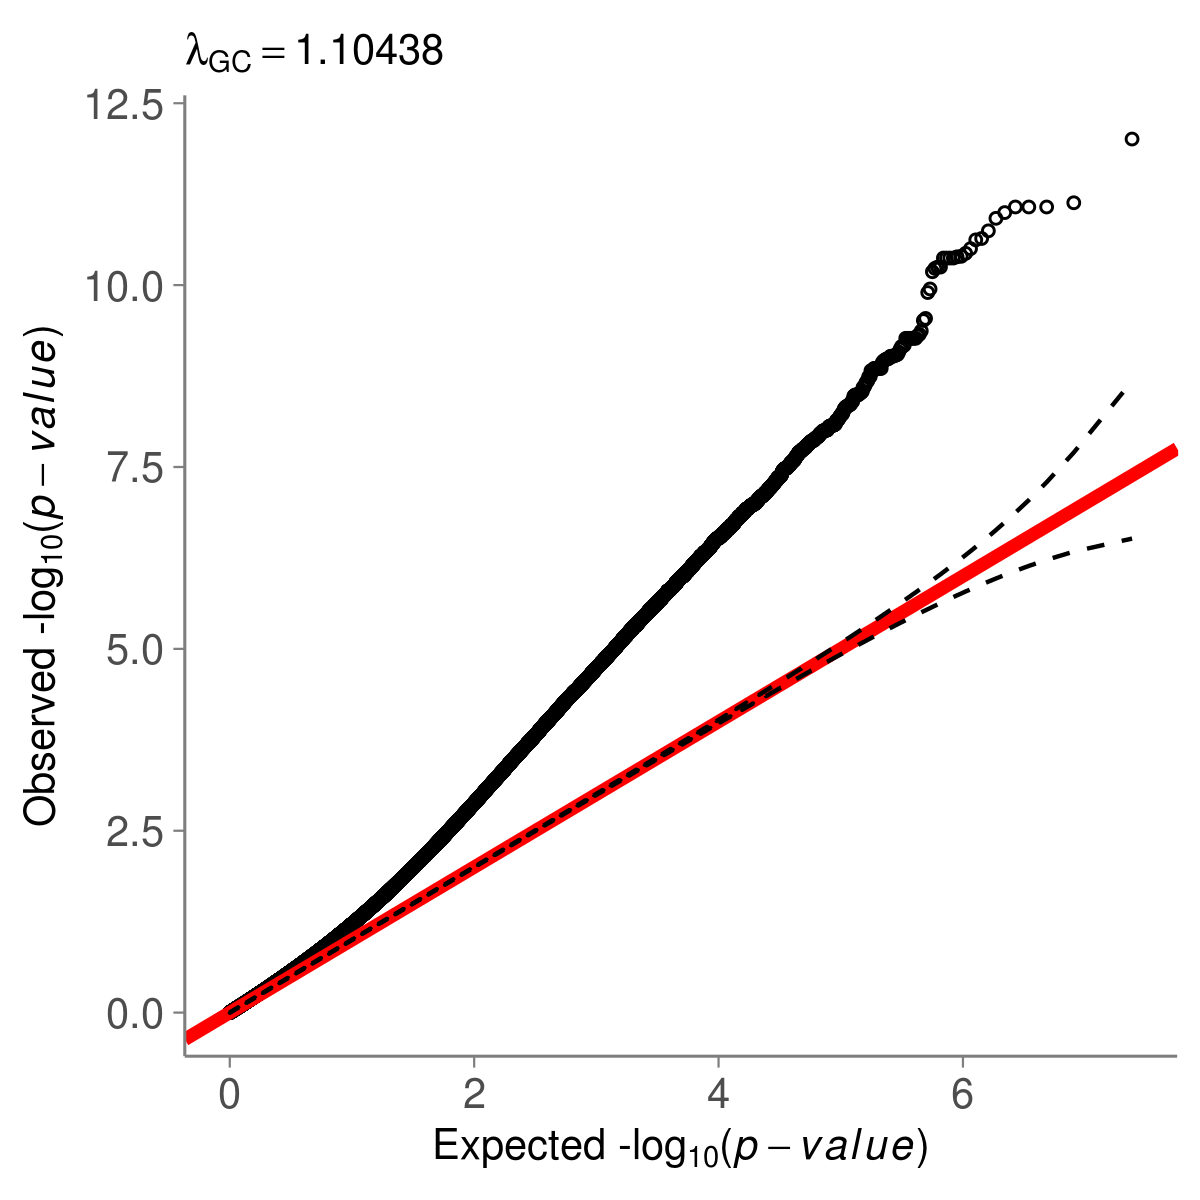 λGC = 1.10438
12.5
10.0
7.5
5.0
2.5
0.0
Observed -log10(p − value)
0 2 4 6
Expected -log10(p − value)